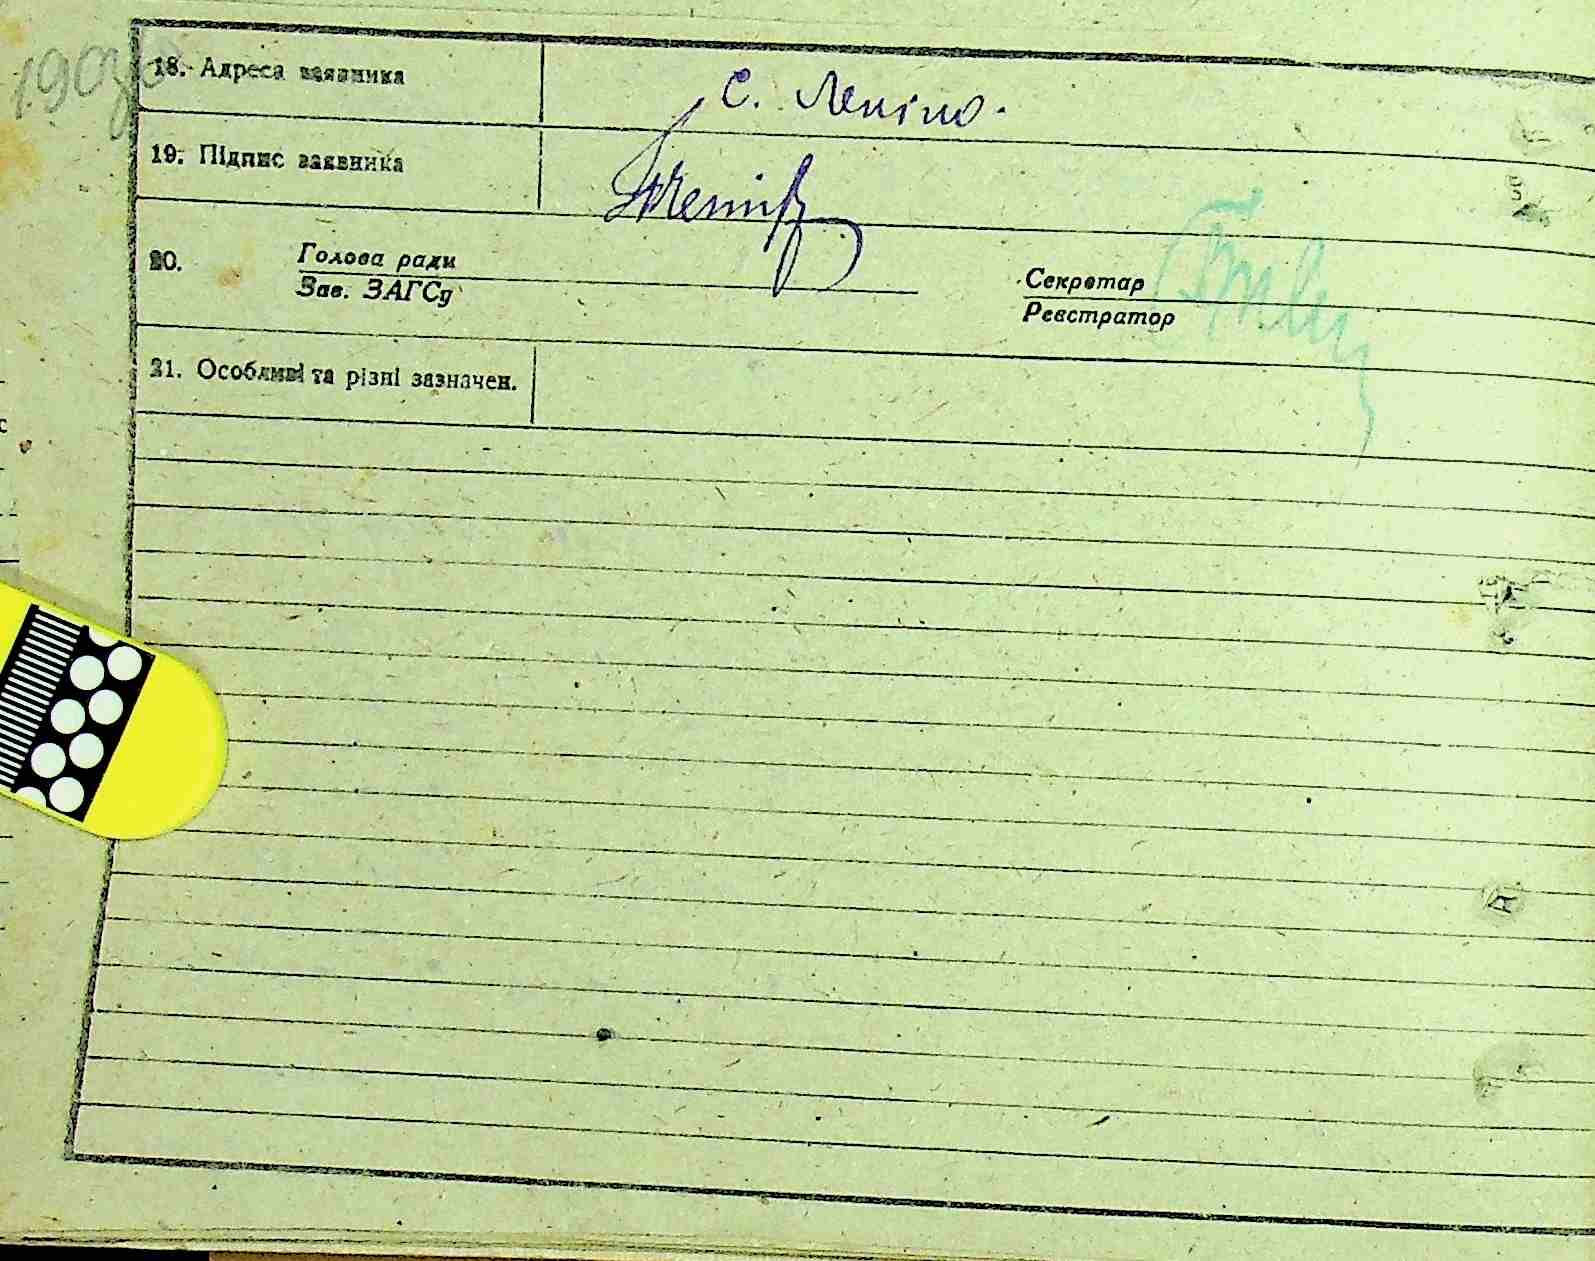 18. Адреса заявника с. Леніно.
19. Підпис заявника
20. Голова ради Секретар
Зав. ЗАГСу Реєстратор
21. Особливі та різні зазначен.